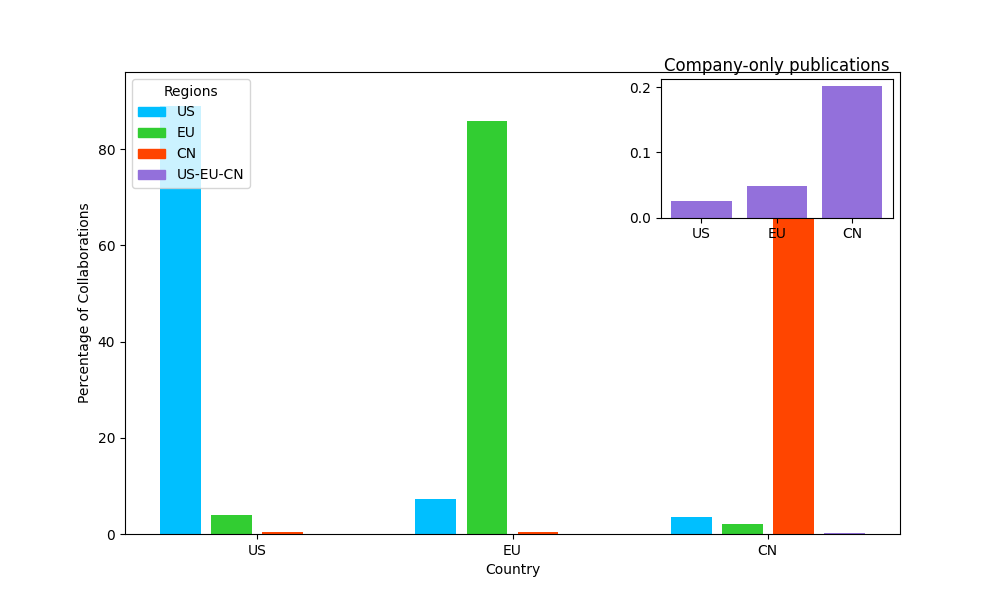 Company-only publications
Regions
US
EU
CN
US-EU-CN
0.2
0.1
0.0
US
EU
CN
80
60
40
20
0
Percentage of Collaborations
US
EU
CN
Country